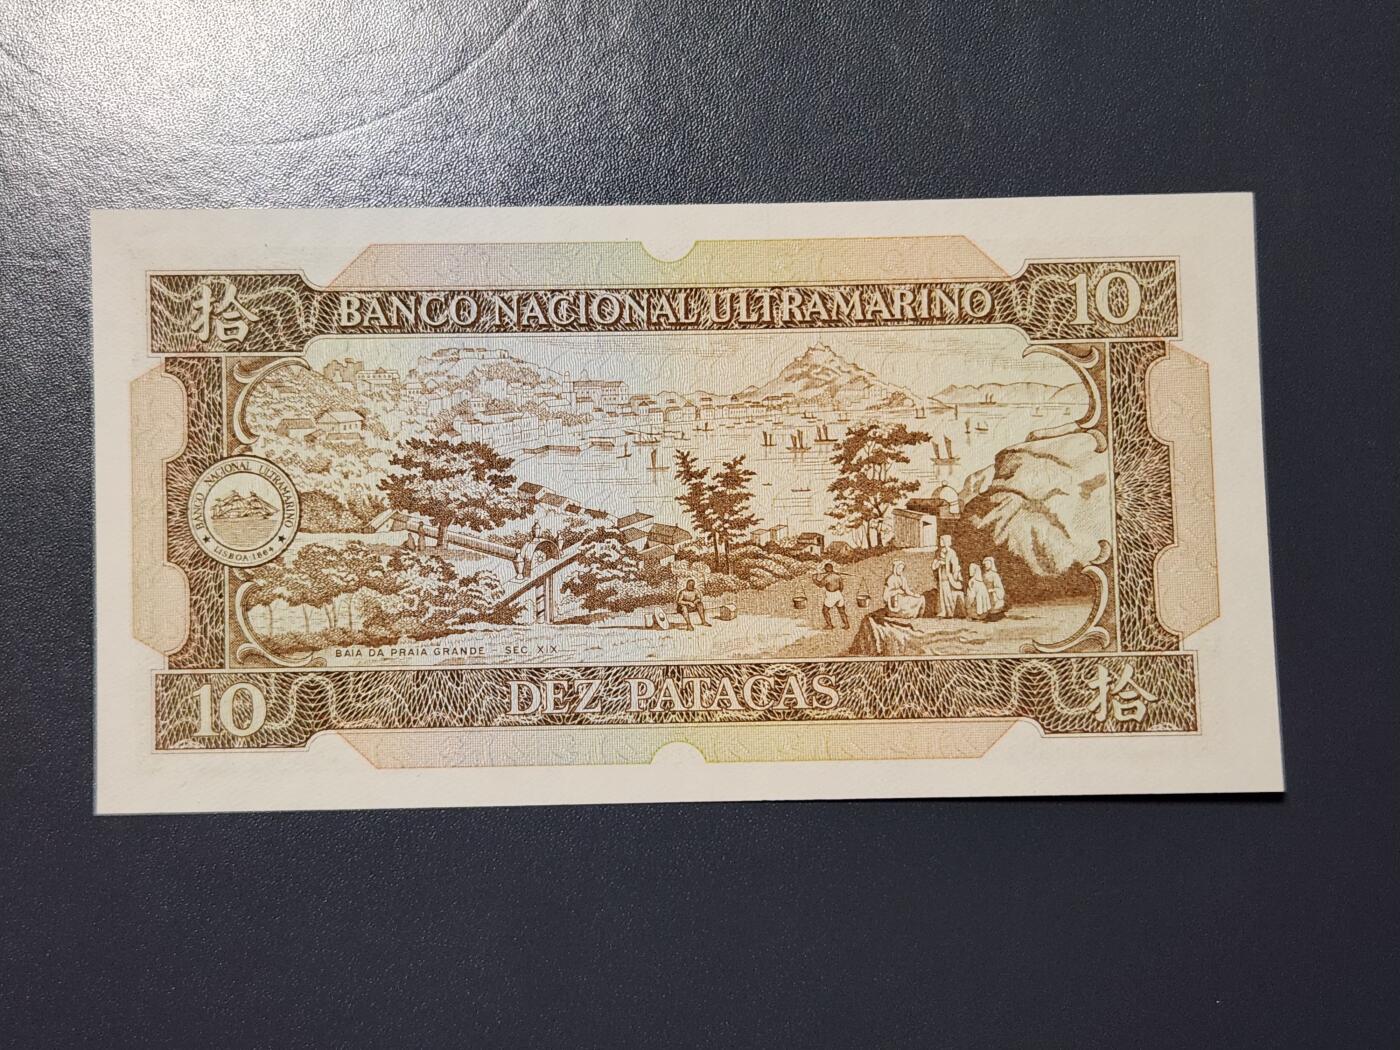 拾 BANCO NACIONAL ULTRAMARINO 10
BANCO NACIONAL ULTRAMARINO
★ LISBOA·1864 ★
BAIA DA PRAIA GRANDE - SEC. XIX
10 DEZ PATACAS 拾